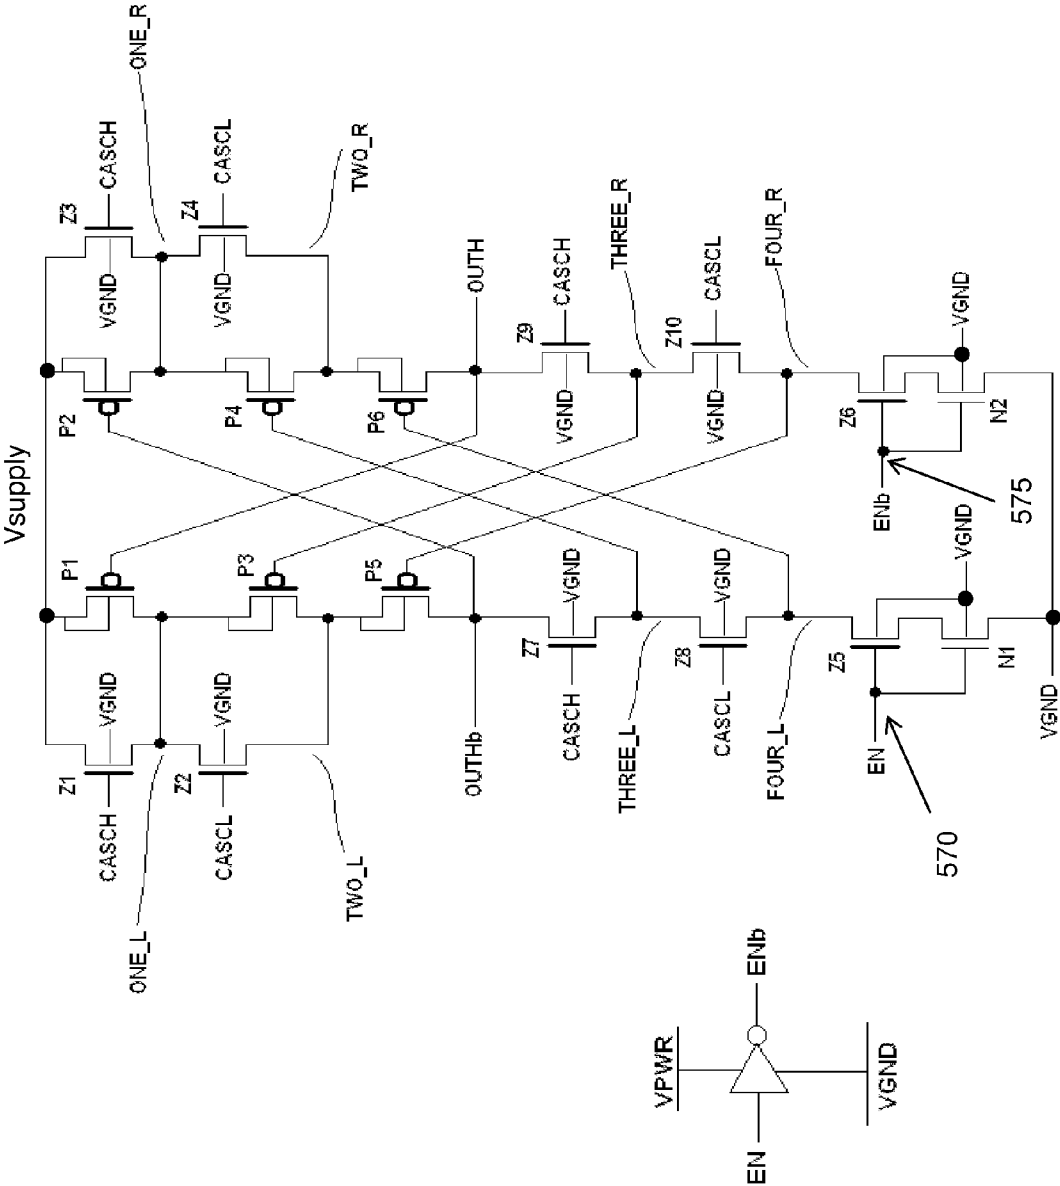 Vsupply
ONE_R
Z3
CASCH
VGND
Z4
CASCL
VGND
TWO_R
P2
P4
P6
OUTH
Z9
CASCH
VGND
THREE_R
Z10
CASCL
VGND
FOUR_R
Z6
ENb
575
VGND
N2
P1
P3
P5
Z1
CASCH
VGND
Z2
CASCL
VGND
ONE_L
TWO_L
OUTHb
Z7
CASCH
VGND
THREE_L
Z8
CASCL
VGND
FOUR_L
Z5
EN
570
VGND
N1
VGND
VPWR
EN
ENb
VGND